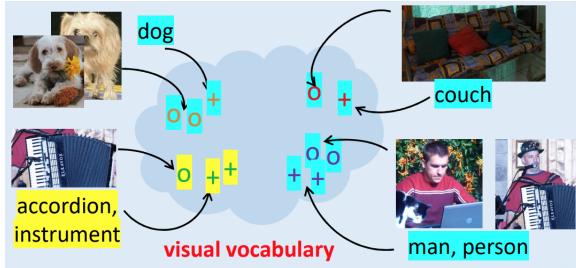 dog
couch
accordion,
instrument
man, person
visual vocabulary